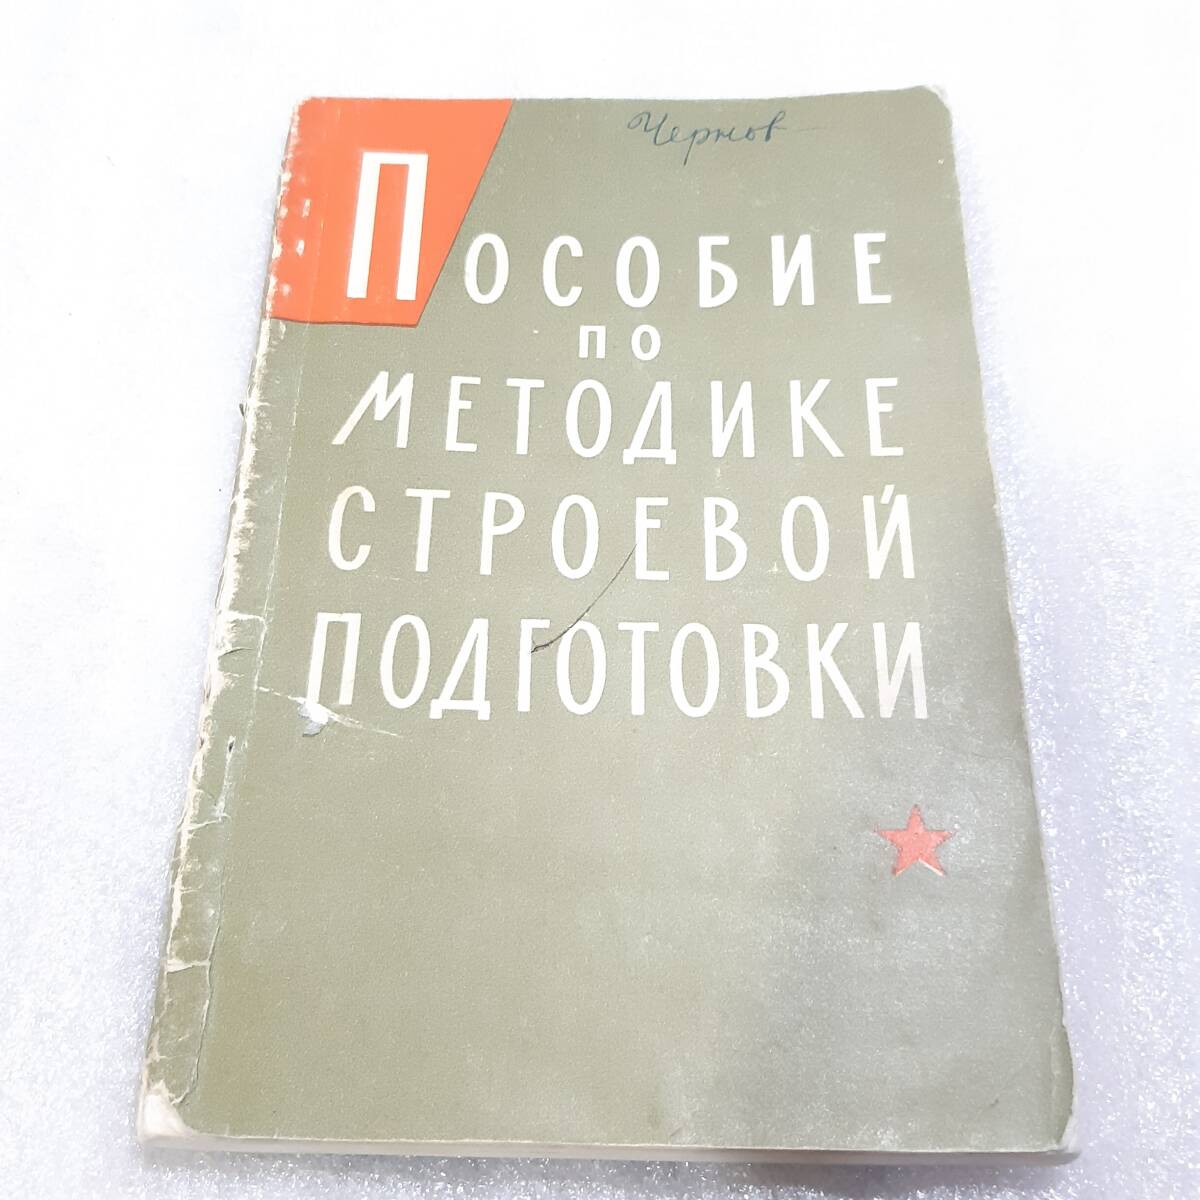 Чернов
ПОСОБИЕ
ПО
МЕТОДИКЕ
СТРОЕВОЙ
ПОДГОТОВКИ